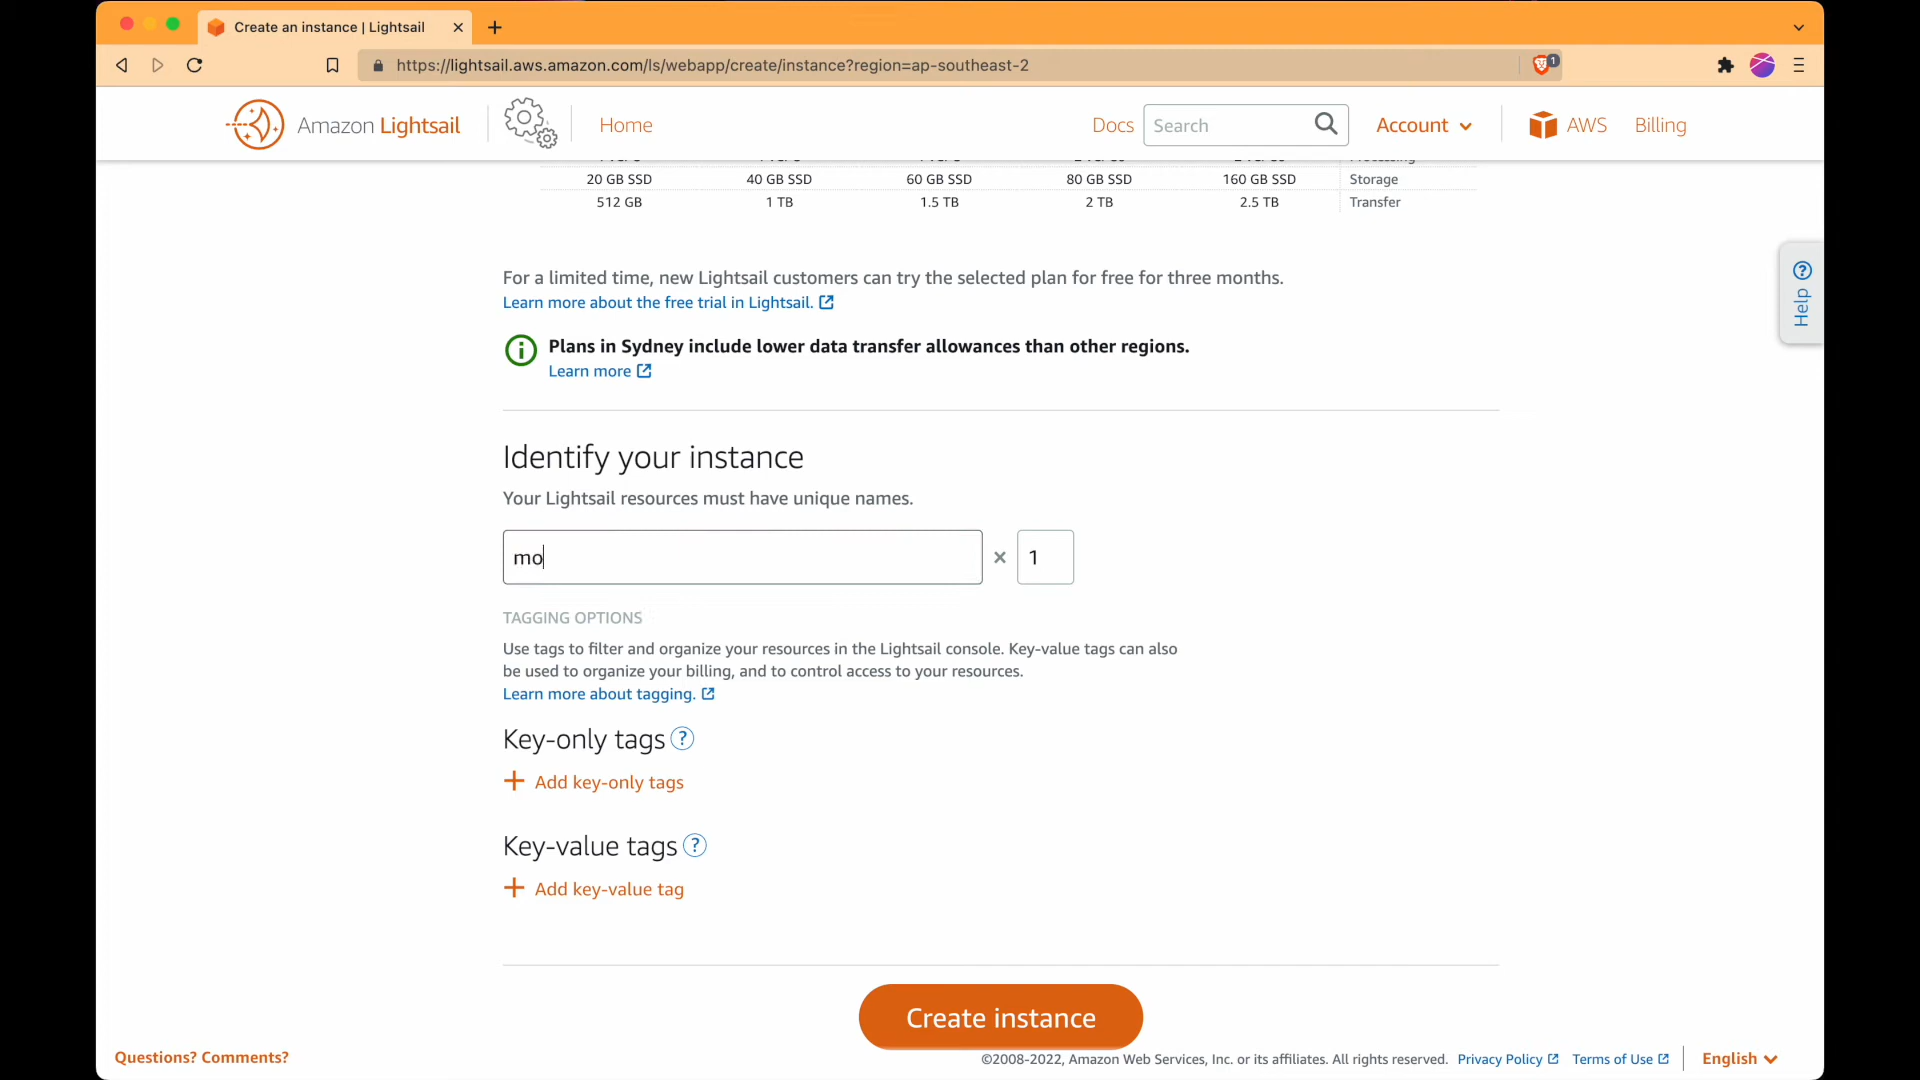 Create an instance | Lightsail
https://lightsail.aws.amazon.com/ls/webapp/create/instance?region=ap-southeast-2
1
Amazon Lightsail
Home
Docs
Search
Account
AWS
Billing
20 GB SSD 40 GB SSD 60 GB SSD 80 GB SSD 160 GB SSD Storage
512 GB 1 TB 1.5 TB 2 TB 2.5 TB Transfer
For a limited time, new Lightsail customers can try the selected plan for free for three months.
Learn more about the free trial in Lightsail.
Help
Plans in Sydney include lower data transfer allowances than other regions.
Learn more
Identify your instance
Your Lightsail resources must have unique names.
mo × 1
TAGGING OPTIONS
Use tags to filter and organize your resources in the Lightsail console. Key-value tags can also
be used to organize your billing, and to control access to your resources.
Learn more about tagging.
Key-only tags ?
+ Add key-only tags
Key-value tags ?
+ Add key-value tag
Create instance
Questions? Comments?
©2008-2022, Amazon Web Services, Inc. or its affiliates. All rights reserved. Privacy Policy Terms of Use English